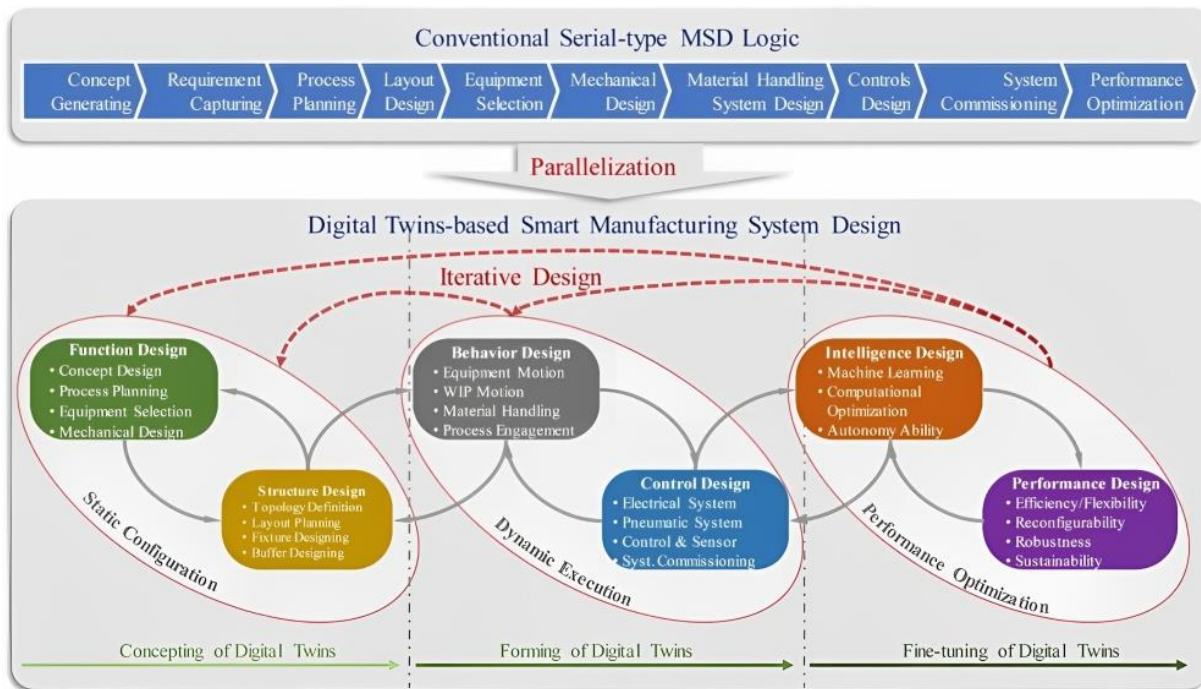 Conventional Serial-type MSD Logic
Concept
Generating
Requirement
Capturing
Process
Planning
Layout
Design
Equipment
Selection
Mechanical
Design
Material Handling
System Design
Controls
Design
System
Commissioning
Performance
Optimization
Parallelization
Digital Twins-based Smart Manufacturing System Design
Iterative Design
Function Design
• Concept Design
• Process Planning
• Equipment Selection
• Mechanical Design
Structure Design
• Topology Definition
• Layout Planning
• Fixture Designing
• Buffer Designing
Static Configuration
Behavior Design
• Equipment Motion
• WIP Motion
• Material Handling
• Process Engagement
Control Design
• Electrical System
• Pneumatic System
• Control & Sensor
• Syst. Commissioning
Dynamic Execution
Intelligence Design
• Machine Learning
• Computational
Optimization
• Autonomy Ability
Performance Design
• Efficiency/Flexibility
• Reconfigurability
• Robustness
• Sustainability
Performance Optimization
Concepting of Digital Twins
Forming of Digital Twins
Fine-tuning of Digital Twins